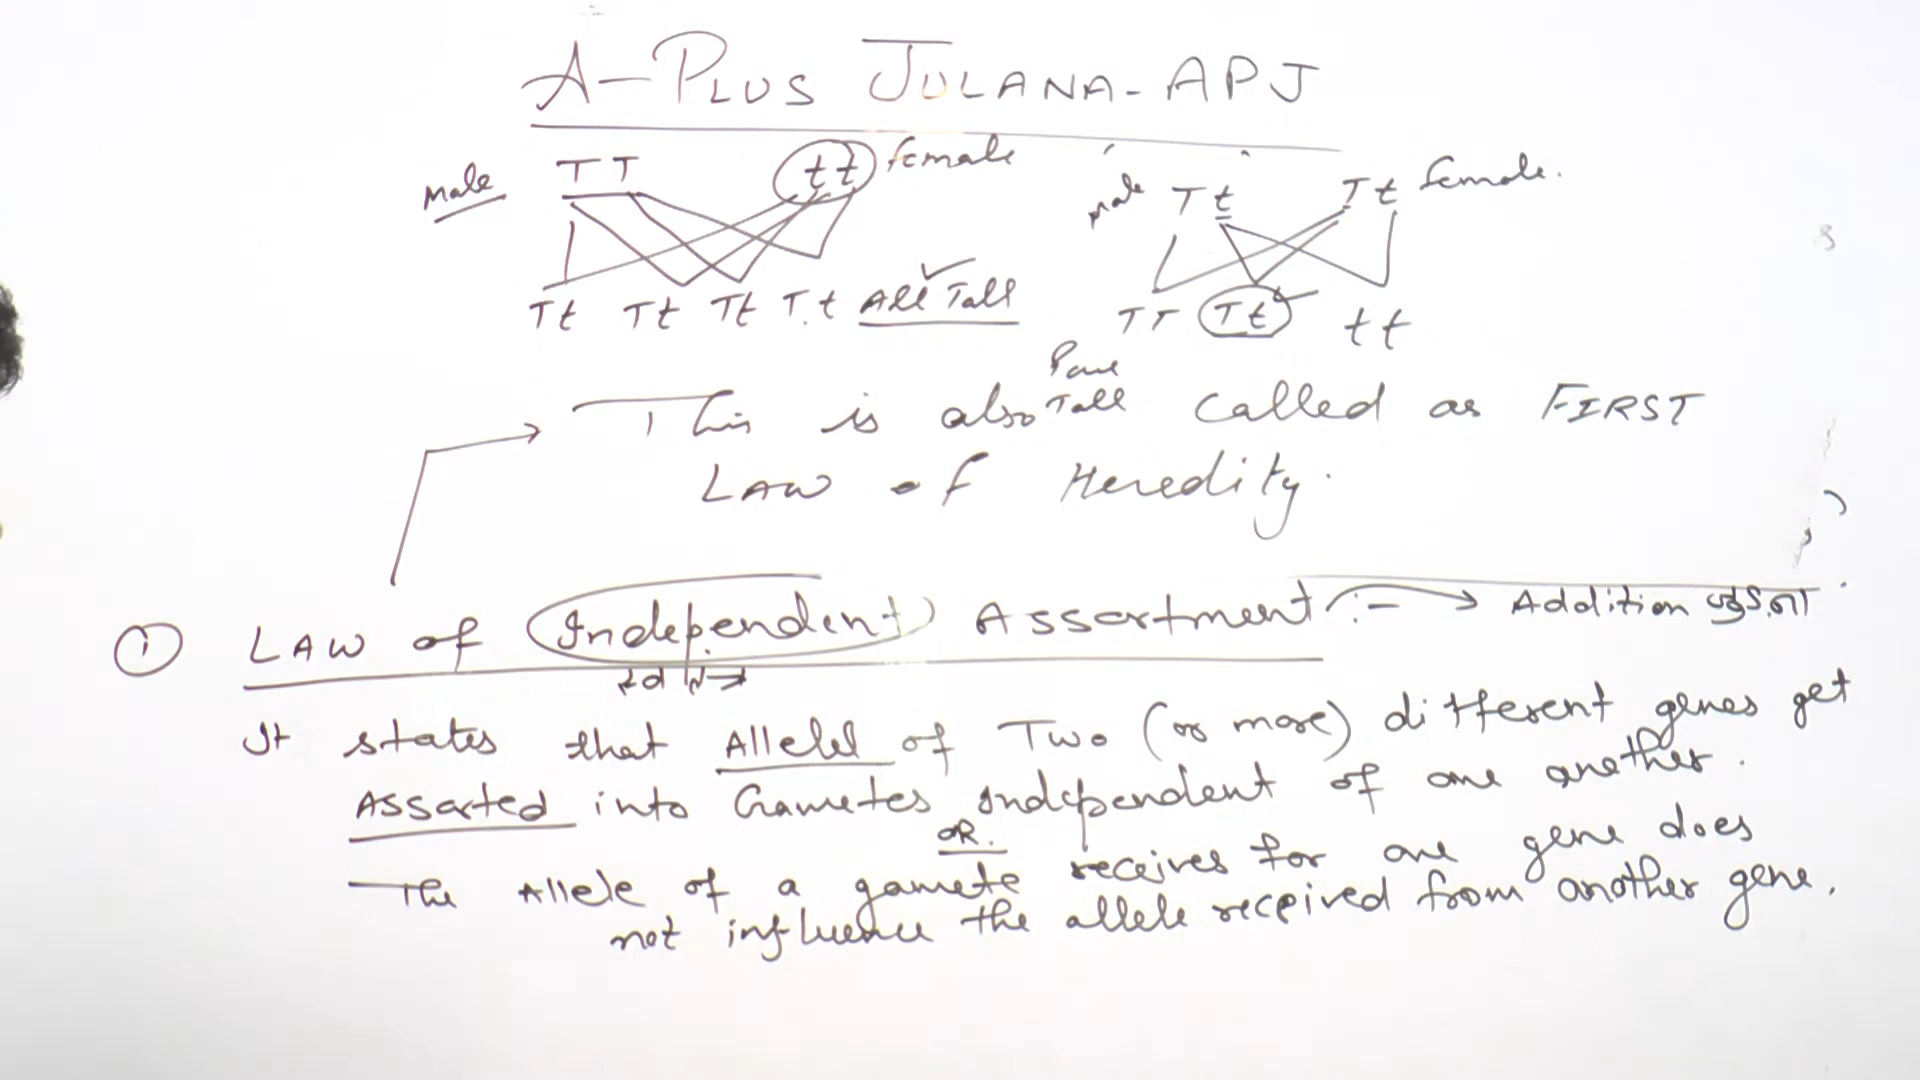 A-PLUS JULANA-APJ
male TT tt female
male Tt Tt female.
Tt Tt Tt T.t All Tall
TT Tt tt
Pure
Tall
This is also called as FIRST
LAW of Heredity.
① LAW of Independent Assortment :- → Addition
It states that Allelel of Two (or more) different genes get
Assorted into Gametes independent of one another.
OR.
The Allele of a gamete receives for one gene does
not influence the allele received from another gene.